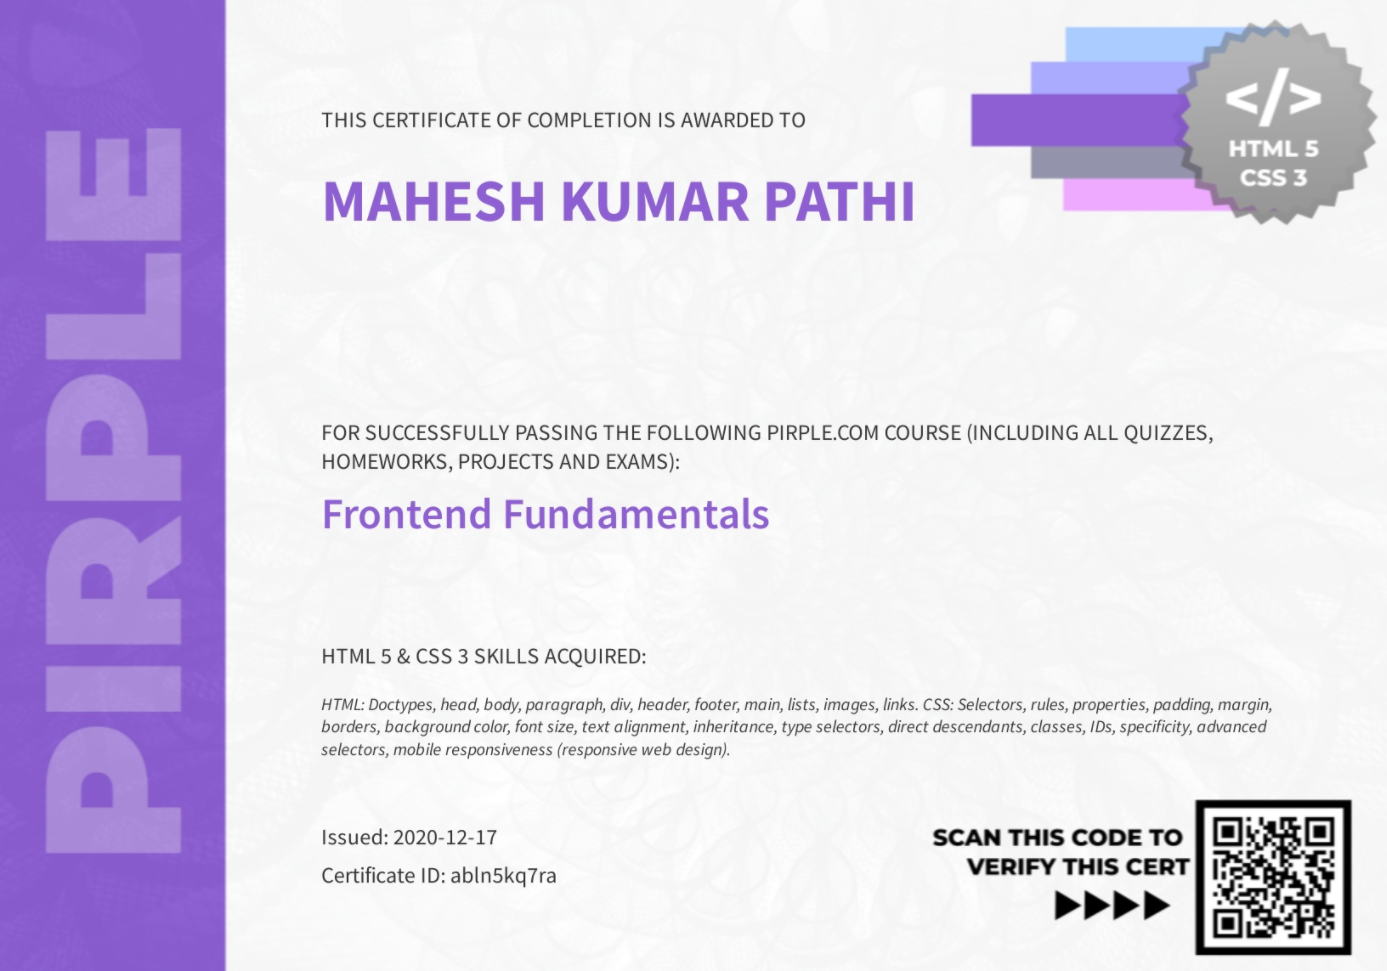 PIRPLE
THIS CERTIFICATE OF COMPLETION IS AWARDED TO
MAHESH KUMAR PATHI
</>
HTML 5
CSS 3
FOR SUCCESSFULLY PASSING THE FOLLOWING PIRPLE.COM COURSE (INCLUDING ALL QUIZZES,
HOMEWORKS, PROJECTS AND EXAMS):
Frontend Fundamentals
HTML 5 & CSS 3 SKILLS ACQUIRED:
HTML: Doctypes, head, body, paragraph, div, header, footer, main, lists, images, links. CSS: Selectors, rules, properties, padding, margin,
borders, background color, font size, text alignment, inheritance, type selectors, direct descendants, classes, IDs, specificity, advanced
selectors, mobile responsiveness (responsive web design).
Issued: 2020-12-17
Certificate ID: abln5kq7ra
SCAN THIS CODE TO
VERIFY THIS CERT